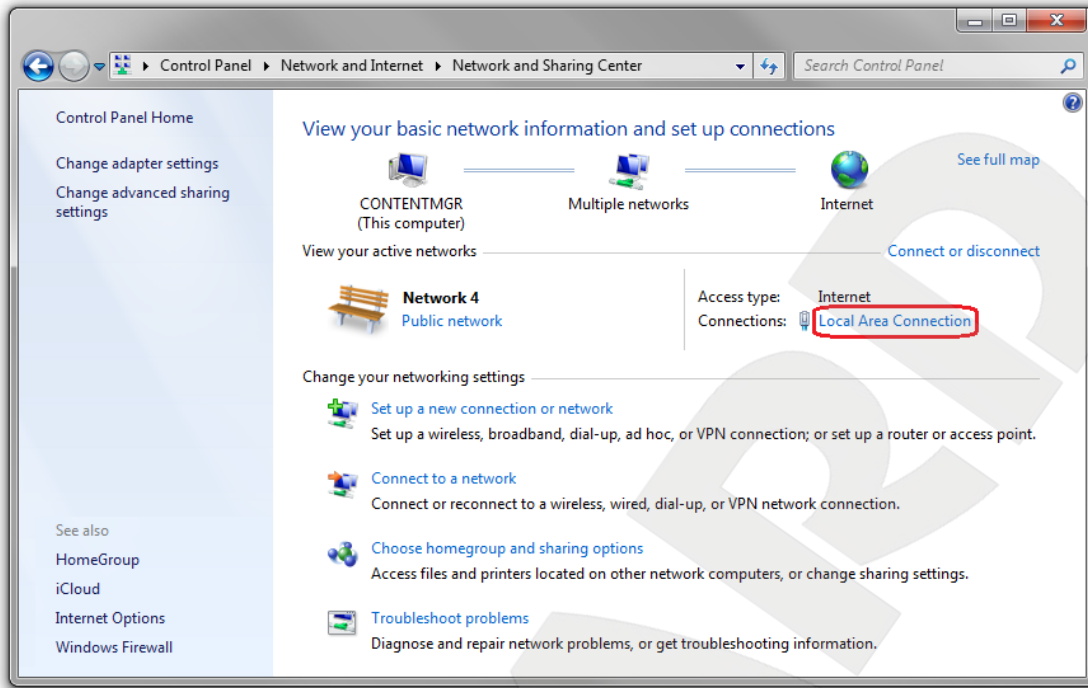 Control Panel ▸ Network and Internet ▸ Network and Sharing Center
Search Control Panel
Control Panel Home
Change adapter settings
Change advanced sharing
settings
View your basic network information and set up connections
See full map
CONTENTMGR
(This computer)
Multiple networks
Internet
View your active networks
Connect or disconnect
Network 4
Public network
Access type: Internet
Connections: Local Area Connection
Change your networking settings
Set up a new connection or network
Set up a wireless, broadband, dial-up, ad hoc, or VPN connection; or set up a router or access point.
Connect to a network
Connect or reconnect to a wireless, wired, dial-up, or VPN network connection.
Choose homegroup and sharing options
Access files and printers located on other network computers, or change sharing settings.
Troubleshoot problems
Diagnose and repair network problems, or get troubleshooting information.
See also
HomeGroup
iCloud
Internet Options
Windows Firewall